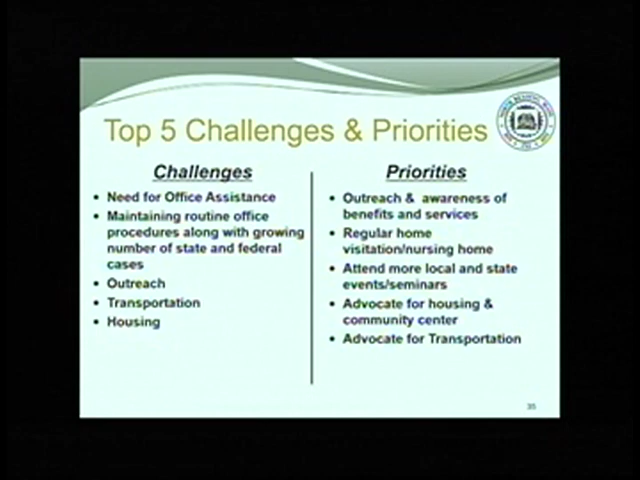 Top 5 Challenges & Priorities
Challenges
• Need for Office Assistance
• Maintaining routine office
procedures along with growing
number of state and federal
cases
• Outreach
• Transportation
• Housing
Priorities
• Outreach & awareness of
benefits and services
• Regular home
visitation/nursing home
• Attend more local and state
events/seminars
• Advocate for housing &
community center
• Advocate for Transportation
35